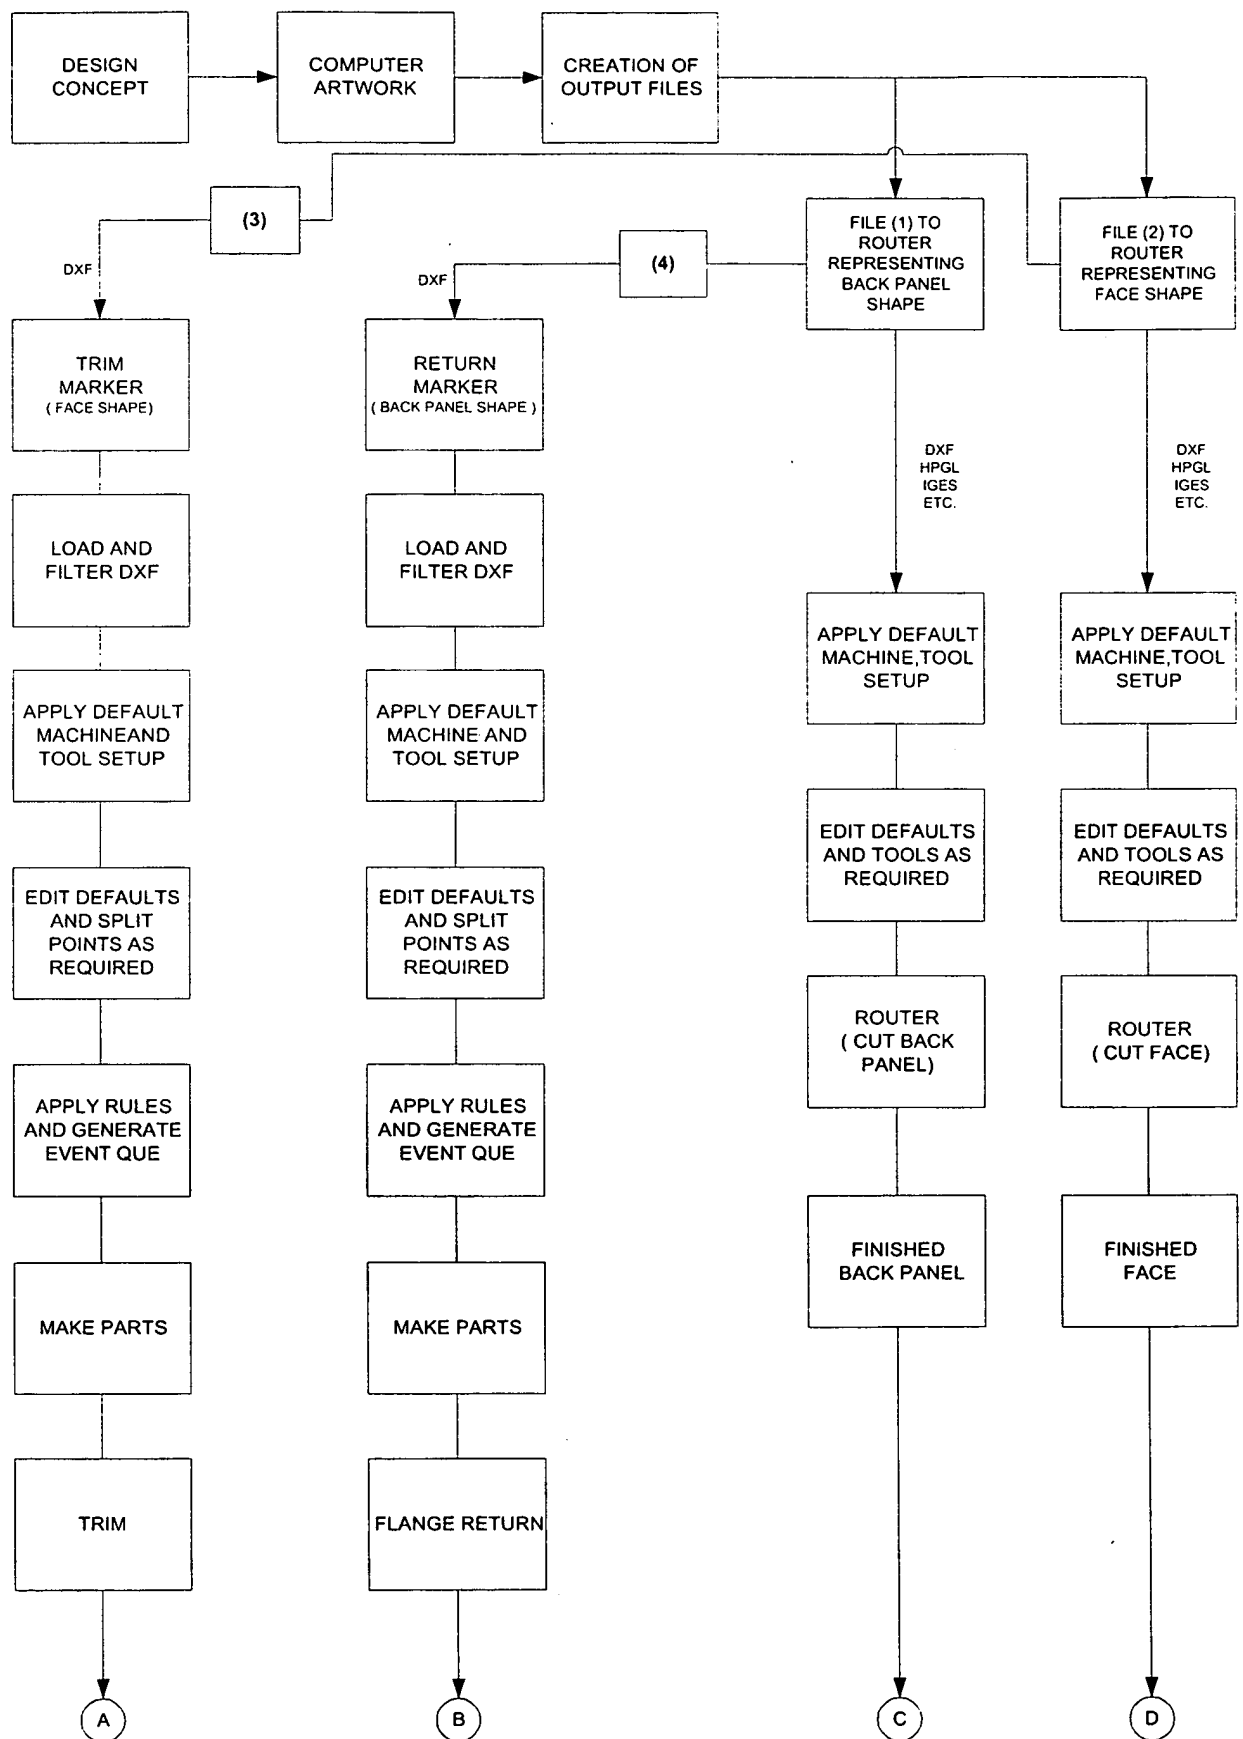 DESIGN
CONCEPT
COMPUTER
ARTWORK
CREATION OF
OUTPUT FILES
(3)
(4)
FILE (1) TO
ROUTER
REPRESENTING
BACK PANEL
SHAPE
FILE (2) TO
ROUTER
REPRESENTING
FACE SHAPE
DXF
DXF
TRIM
MARKER
( FACE SHAPE)
RETURN
MARKER
( BACK PANEL SHAPE )
DXF
HPGL
IGES
ETC.
DXF
HPGL
IGES
ETC.
LOAD AND
FILTER DXF
LOAD AND
FILTER DXF
APPLY DEFAULT
MACHINE,TOOL
SETUP
APPLY DEFAULT
MACHINE,TOOL
SETUP
APPLY DEFAULT
MACHINEAND
TOOL SETUP
APPLY DEFAULT
MACHINE AND
TOOL SETUP
EDIT DEFAULTS
AND TOOLS AS
REQUIRED
EDIT DEFAULTS
AND TOOLS AS
REQUIRED
EDIT DEFAULTS
AND SPLIT
POINTS AS
REQUIRED
EDIT DEFAULTS
AND SPLIT
POINTS AS
REQUIRED
ROUTER
( CUT BACK
PANEL)
ROUTER
( CUT FACE)
APPLY RULES
AND GENERATE
EVENT QUE
APPLY RULES
AND GENERATE
EVENT QUE
FINISHED
BACK PANEL
FINISHED
FACE
MAKE PARTS
MAKE PARTS
TRIM
FLANGE RETURN
A
B
C
D